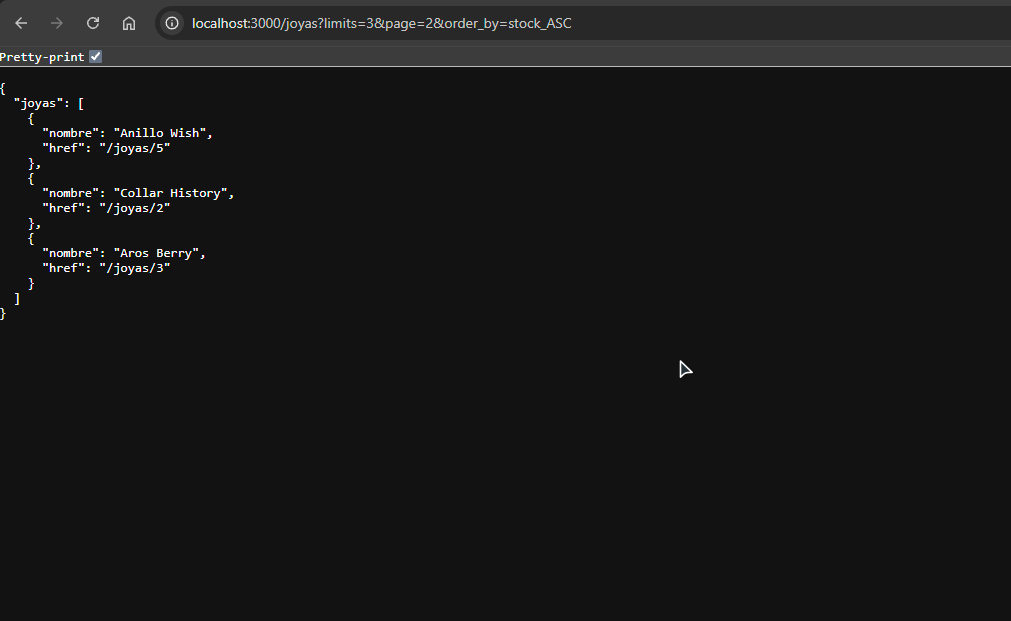 localhost:3000/joyas?limits=3&page=2&order_by=stock_ASC
Pretty-print
{
  "joyas": [
    {
      "nombre": "Anillo Wish",
      "href": "/joyas/5"
    },
    {
      "nombre": "Collar History",
      "href": "/joyas/2"
    },
    {
      "nombre": "Aros Berry",
      "href": "/joyas/3"
    }
  ]
}